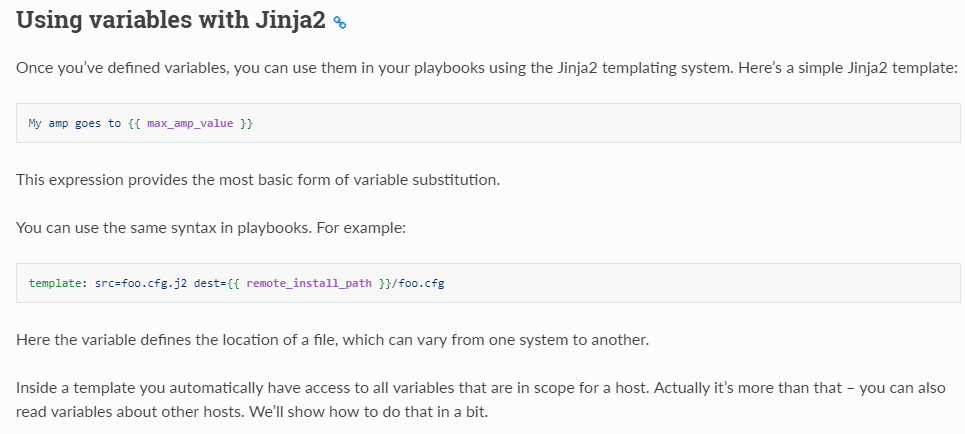 Using variables with Jinja2
Once you’ve defined variables, you can use them in your playbooks using the Jinja2 templating system. Here’s a simple Jinja2 template:
My amp goes to {{ max_amp_value }}
This expression provides the most basic form of variable substitution.
You can use the same syntax in playbooks. For example:
template: src=foo.cfg.j2 dest={{ remote_install_path }}/foo.cfg
Here the variable defines the location of a file, which can vary from one system to another.
Inside a template you automatically have access to all variables that are in scope for a host. Actually it’s more than that – you can also
read variables about other hosts. We’ll show how to do that in a bit.